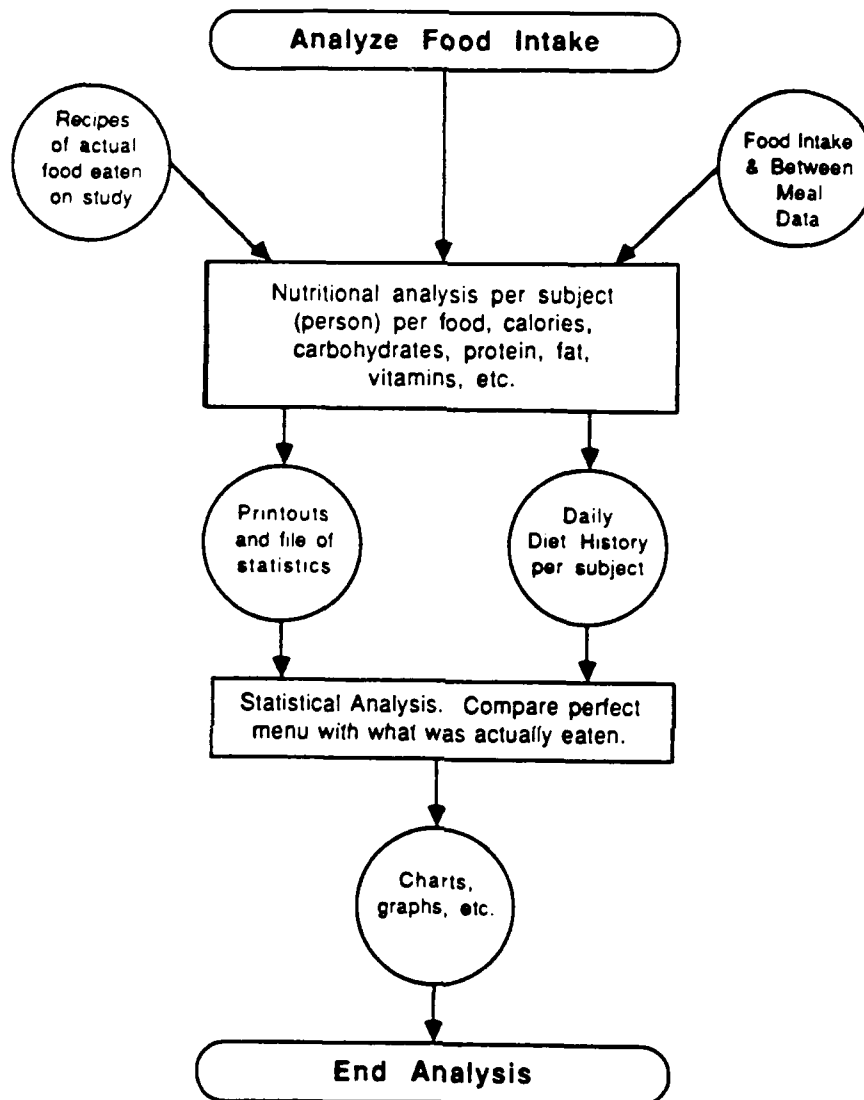 Analyze Food Intake
Recipes
of actual
food eaten
on study
Food Intake
& Between
Meal
Data
Nutritional analysis per subject
(person) per food, calories,
carbohydrates, protein, fat,
vitamins, etc.
Printouts
and file of
statistics
Daily
Diet History
per subject
Statistical Analysis. Compare perfect
menu with what was actually eaten.
Charts,
graphs, etc.
End Analysis